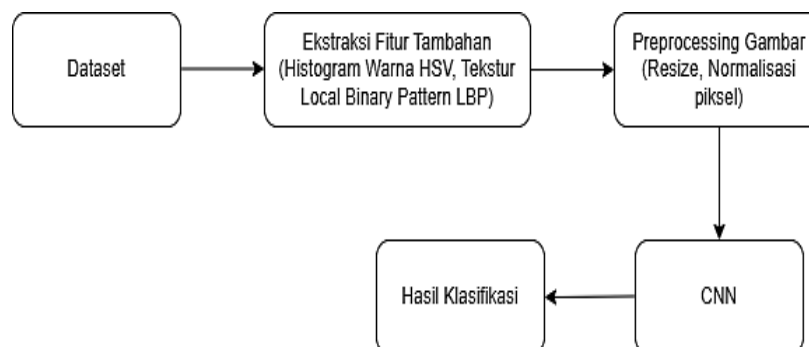 Dataset
Ekstraksi Fitur Tambahan
(Histogram Warna HSV, Tekstur
Local Binary Pattern LBP)
Preprocessing Gambar
(Resize, Normalisasi
piksel)
CNN
Hasil Klasifikasi